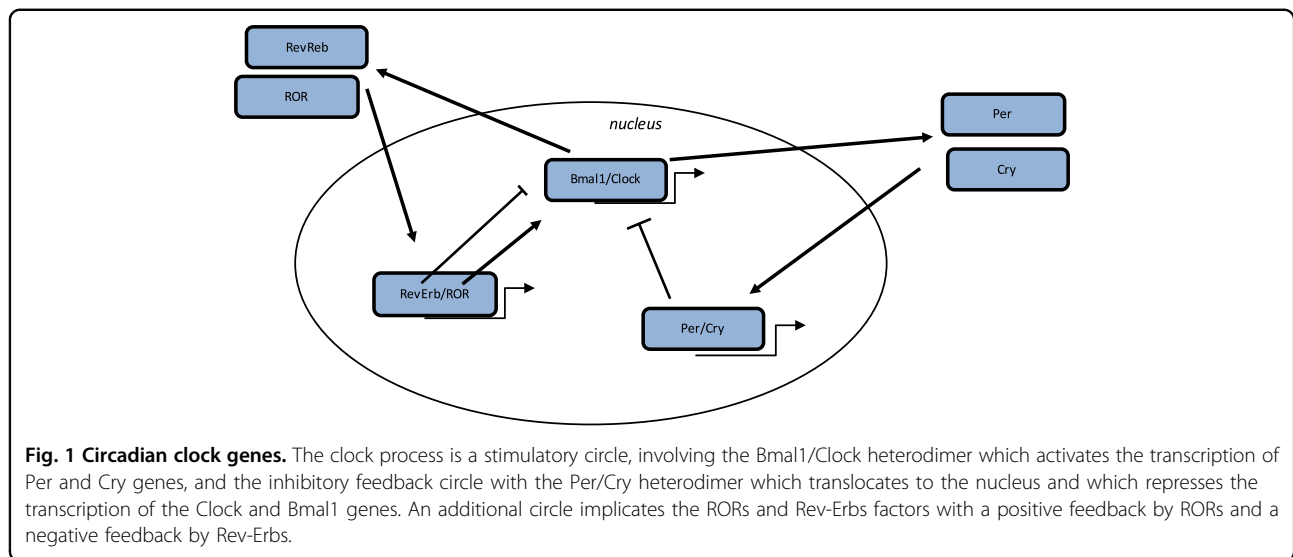 RevReb
ROR
nucleus
Per
Bmal1/Clock
Cry
RevErb/ROR
Per/Cry
Fig. 1 Circadian clock genes. The clock process is a stimulatory circle, involving the Bmal1/Clock heterodimer which activates the transcription of
Per and Cry genes, and the inhibitory feedback circle with the Per/Cry heterodimer which translocates to the nucleus and which represses the
transcription of the Clock and Bmal1 genes. An additional circle implicates the RORs and Rev-Erbs factors with a positive feedback by RORs and a
negative feedback by Rev-Erbs.